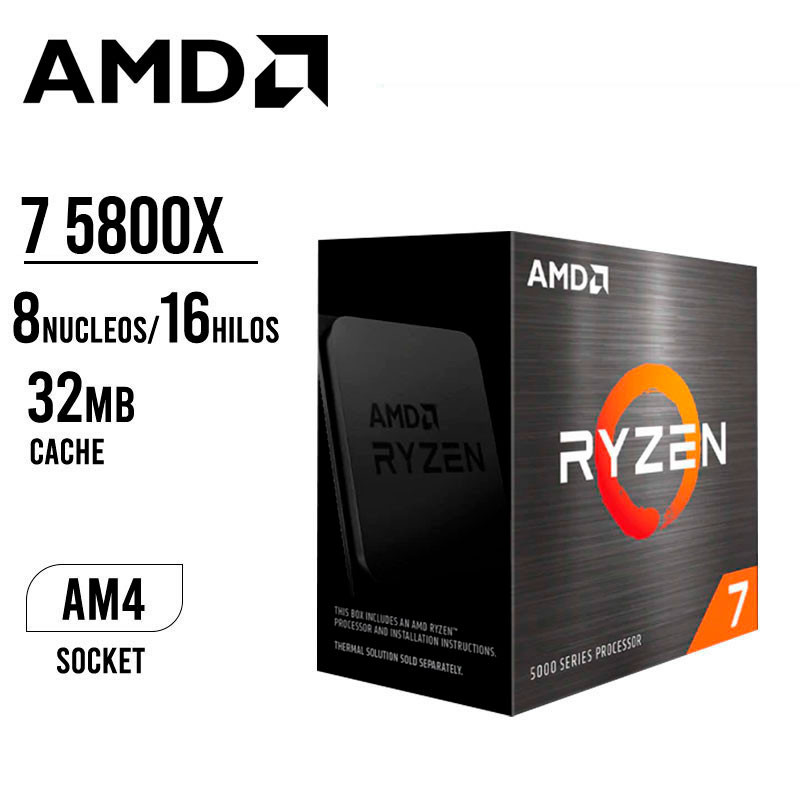 AMD
7 5800X
8NUCLEOS/16HILOS
32MB
CACHE
AM4
SOCKET
AMD
RYZEN
THIS BOX INCLUDES AN AMD RYZEN™
PROCESSOR AND INSTALLATION INSTRUCTIONS.
THERMAL SOLUTION SOLD SEPARATELY.
AMD
RYZEN
7
5000 SERIES PROCESSOR